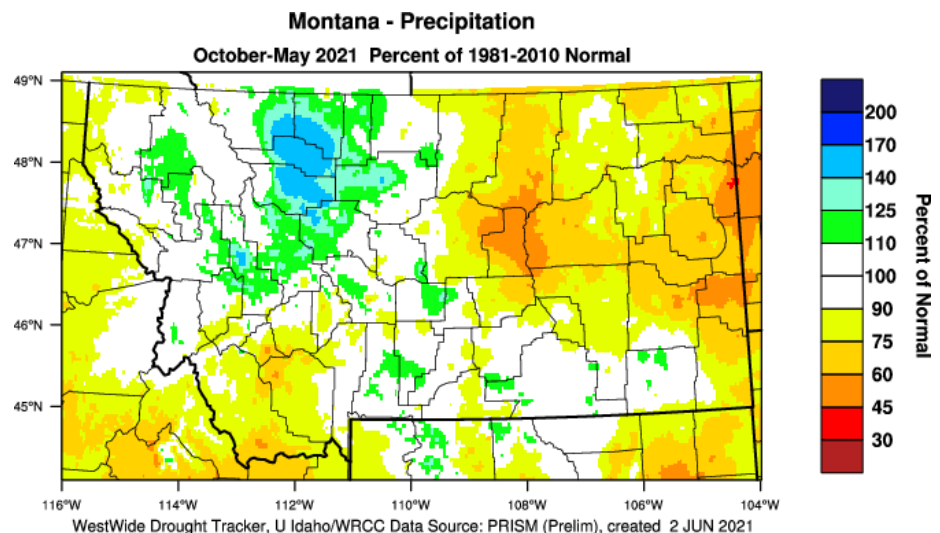 Montana - Precipitation
October-May 2021 Percent of 1981-2010 Normal
49°N
48°N
47°N
46°N
45°N
116°W 114°W 112°W 110°W 108°W 106°W 104°W
200
170
140
125
110
100
90
75
60
45
30
Percent of Normal
WestWide Drought Tracker, U Idaho/WRCC Data Source: PRISM (Prelim), created 2 JUN 2021